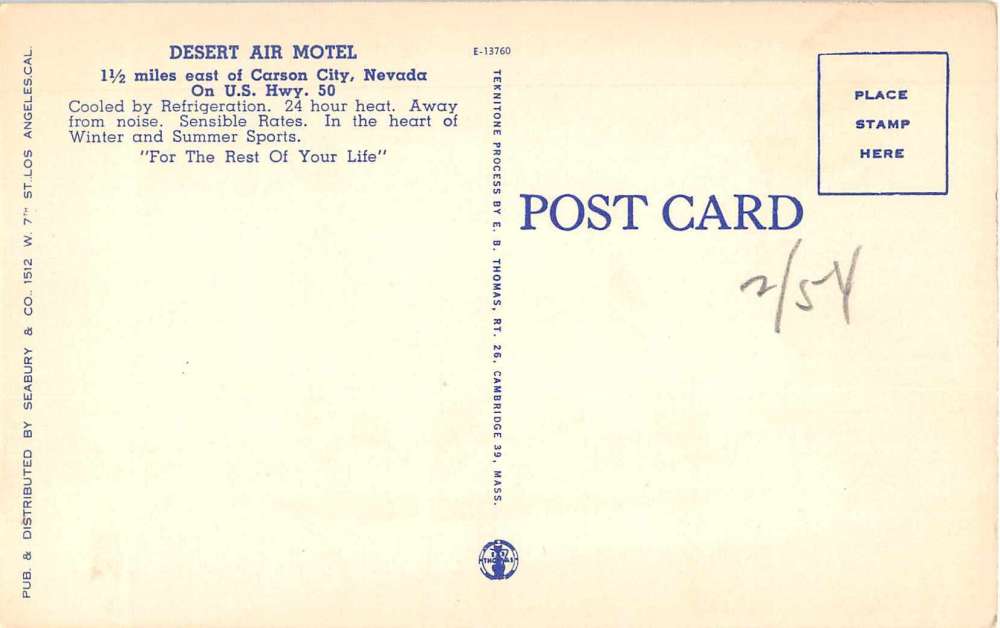 DESERT AIR MOTEL
1½ miles east of Carson City, Nevada
On U.S. Hwy. 50
Cooled by Refrigeration. 24 hour heat. Away
from noise. Sensible Rates. In the heart of
Winter and Summer Sports.
"For The Rest Of Your Life"
PUB. & DISTRIBUTED BY SEABURY & CO.. 1512 W. 7TH ST..LOS ANGELES.CAL.
E-13760
TEKNITONE PROCESS BY E. B. THOMAS, RT. 26, CAMBRIDGE 39, MASS.
THOMAS
PLACE
STAMP
HERE
POST CARD
2/54